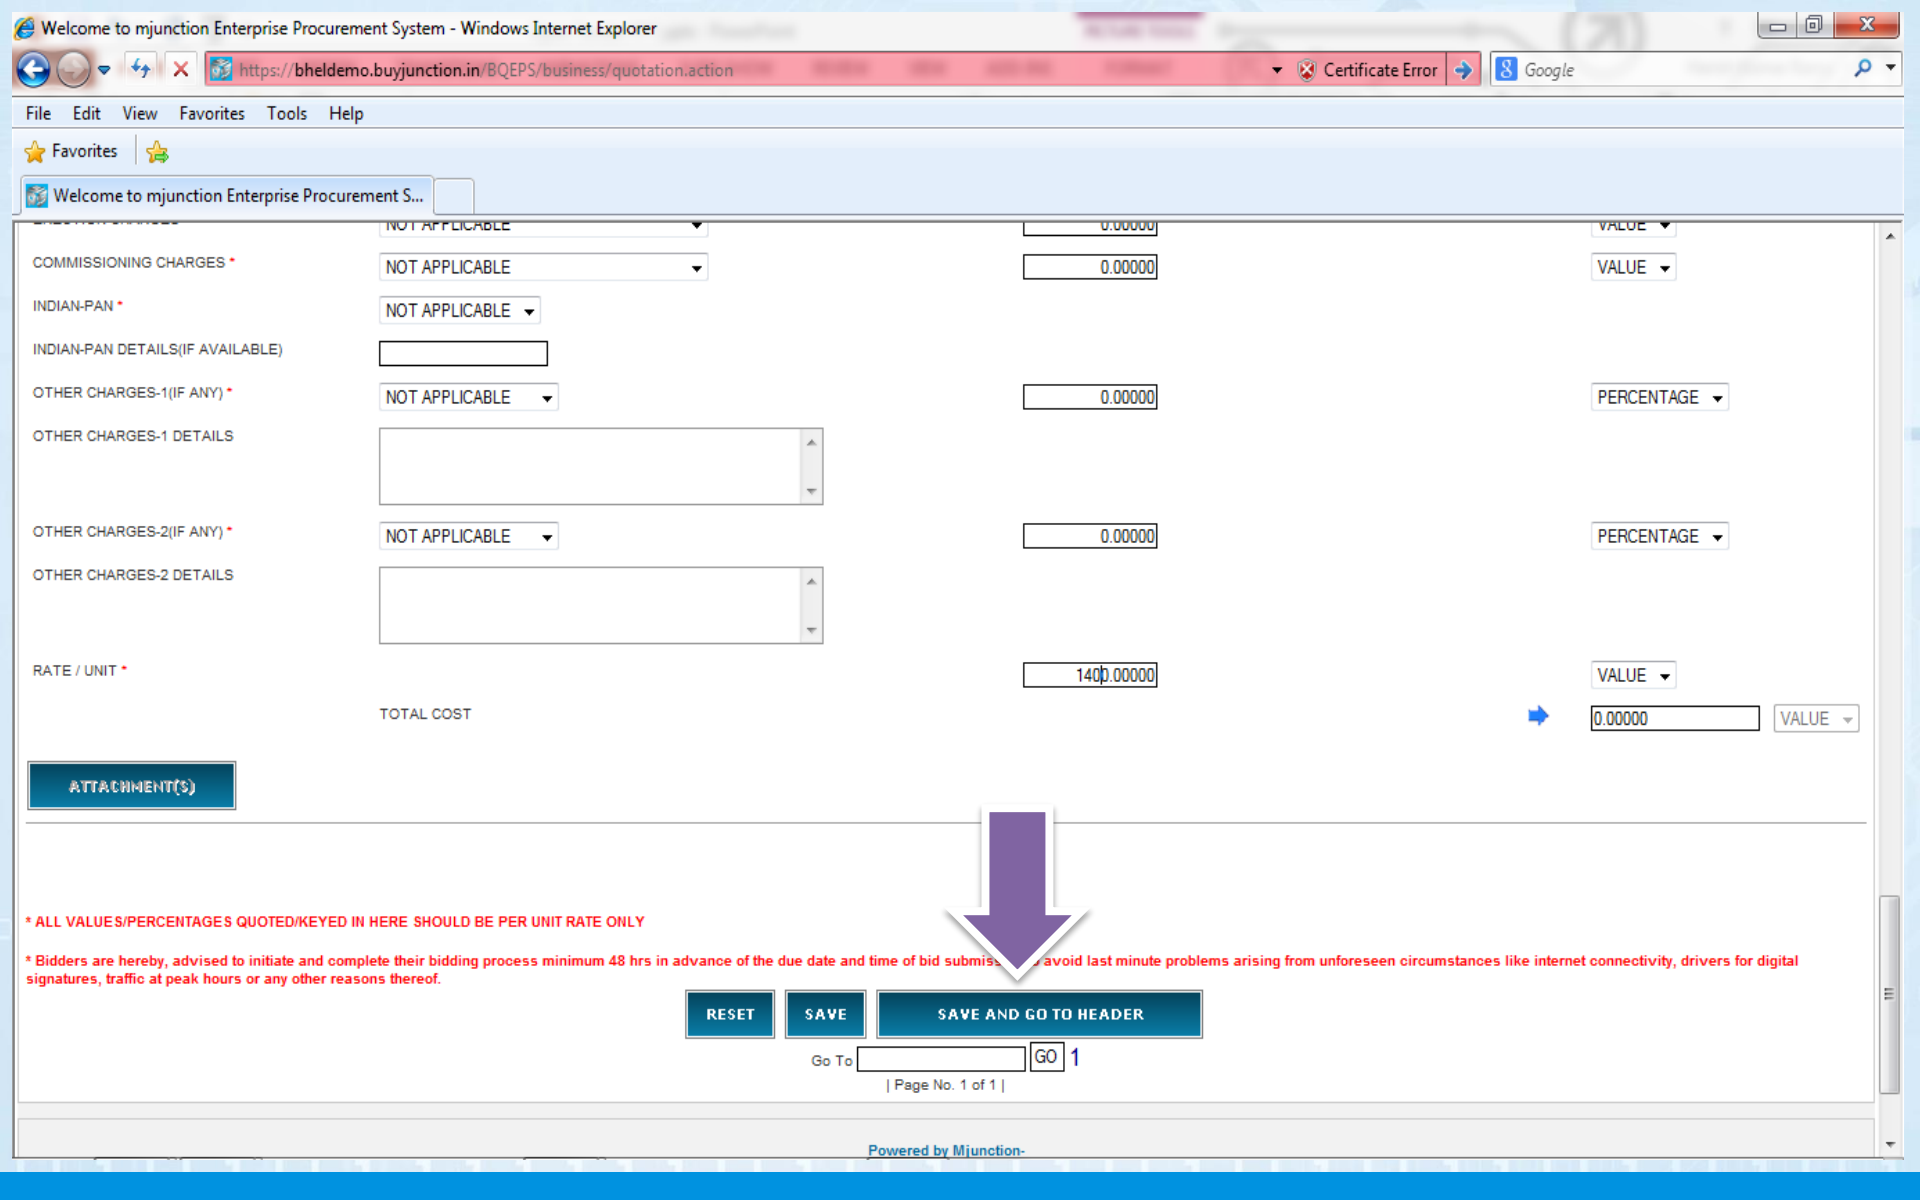 Welcome to mjunction Enterprise Procurement System - Windows Internet Explorer
https://bheldemo.buyjunction.in/BQEPS/business/quotation.action Certificate Error Google
File Edit View Favorites Tools Help
Favorites
Welcome to mjunction Enterprise Procurement S...
NOT APPLICABLE 0.00000 VALUE
COMMISSIONING CHARGES * NOT APPLICABLE 0.00000 VALUE
INDIAN-PAN * NOT APPLICABLE
INDIAN-PAN DETAILS(IF AVAILABLE)
OTHER CHARGES-1(IF ANY) * NOT APPLICABLE 0.00000 PERCENTAGE
OTHER CHARGES-1 DETAILS
OTHER CHARGES-2(IF ANY) * NOT APPLICABLE 0.00000 PERCENTAGE
OTHER CHARGES-2 DETAILS
RATE / UNIT * 1400.00000 VALUE
TOTAL COST 0.00000 VALUE
ATTACHMENT(S)
* ALL VALUES/PERCENTAGES QUOTED/KEYED IN HERE SHOULD BE PER UNIT RATE ONLY
* Bidders are hereby, advised to initiate and complete their bidding process minimum 48 hrs in advance of the due date and time of bid submiss avoid last minute problems arising from unforeseen circumstances like internet connectivity, drivers for digital
signatures, traffic at peak hours or any other reasons thereof.
RESET SAVE SAVE AND GO TO HEADER
Go To GO 1
| Page No. 1 of 1 |
Powered by Mjunction-